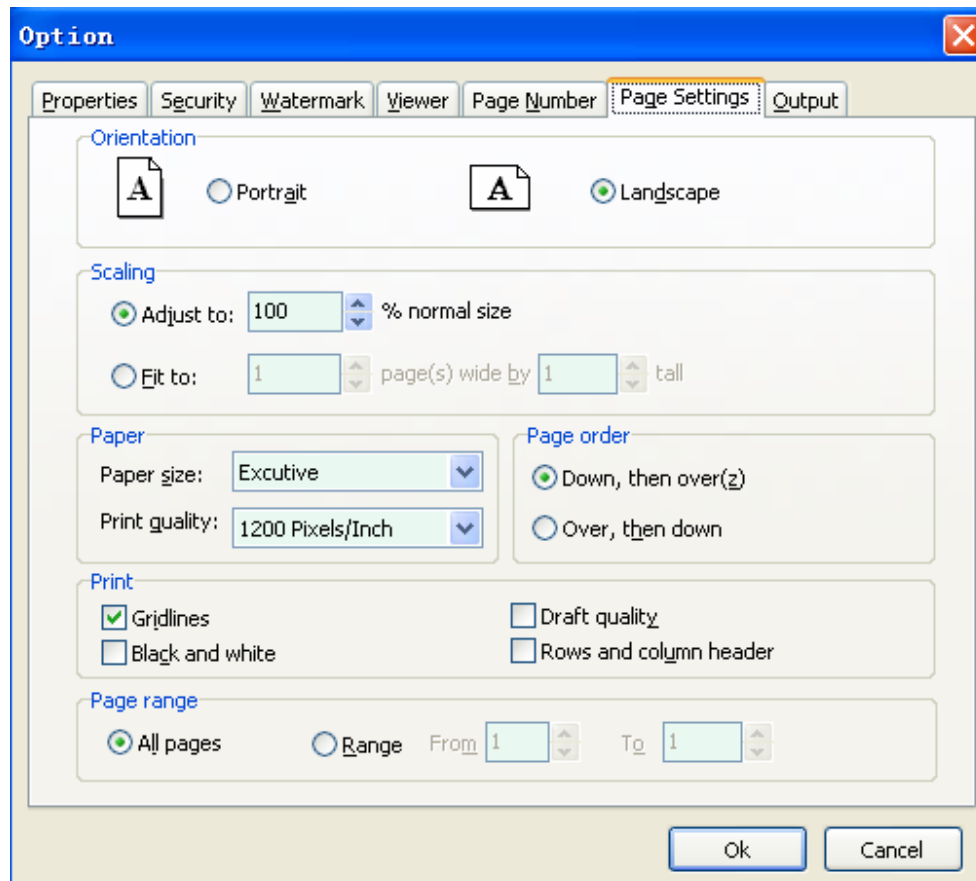 Option
Properties Security Watermark Viewer Page Number Page Settings Output
Orientation
A Portrait A Landscape
Scaling
Adjust to: 100 % normal size
Fit to: 1 page(s) wide by 1 tall
Paper
Paper size: Excutive
Print quality: 1200 Pixels/Inch
Page order
Down, then over(z)
Over, then down
Print
Gridlines Draft quality
Black and white Rows and column header
Page range
All pages Range From 1 To 1
Ok Cancel